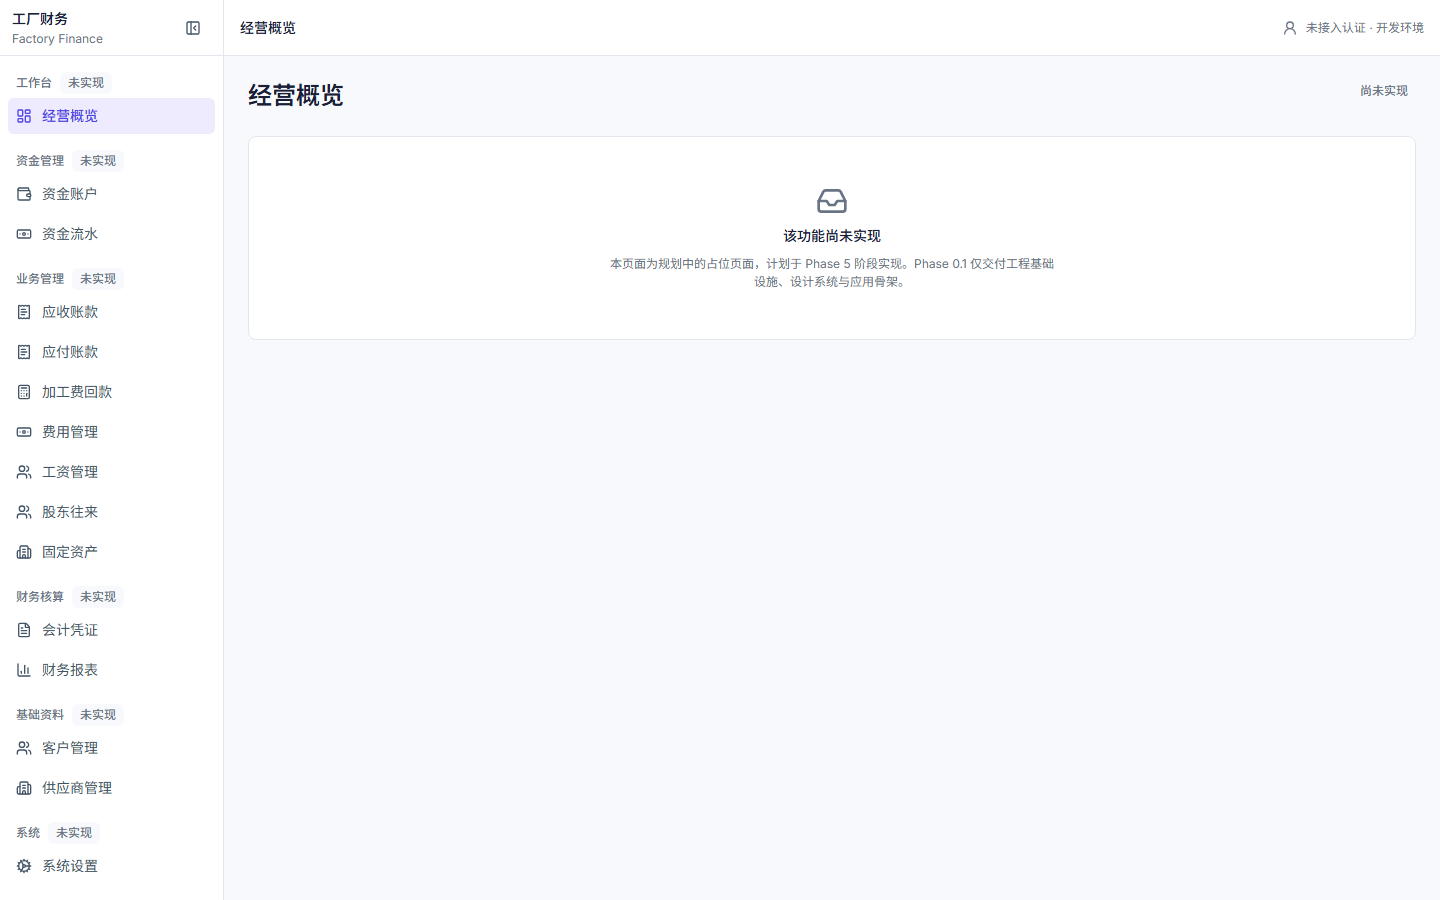 工厂财务
Factory Finance
经营概览
未接入认证 · 开发环境
工作台 未实现
经营概览
资金管理 未实现
资金账户
资金流水
业务管理 未实现
应收账款
应付账款
加工费回款
费用管理
工资管理
股东往来
固定资产
财务核算 未实现
会计凭证
财务报表
基础资料 未实现
客户管理
供应商管理
系统 未实现
系统设置
经营概览
尚未实现
该功能尚未实现
本页面为规划中的占位页面，计划于 Phase 5 阶段实现。Phase 0.1 仅交付工程基础
设施、设计系统与应用骨架。